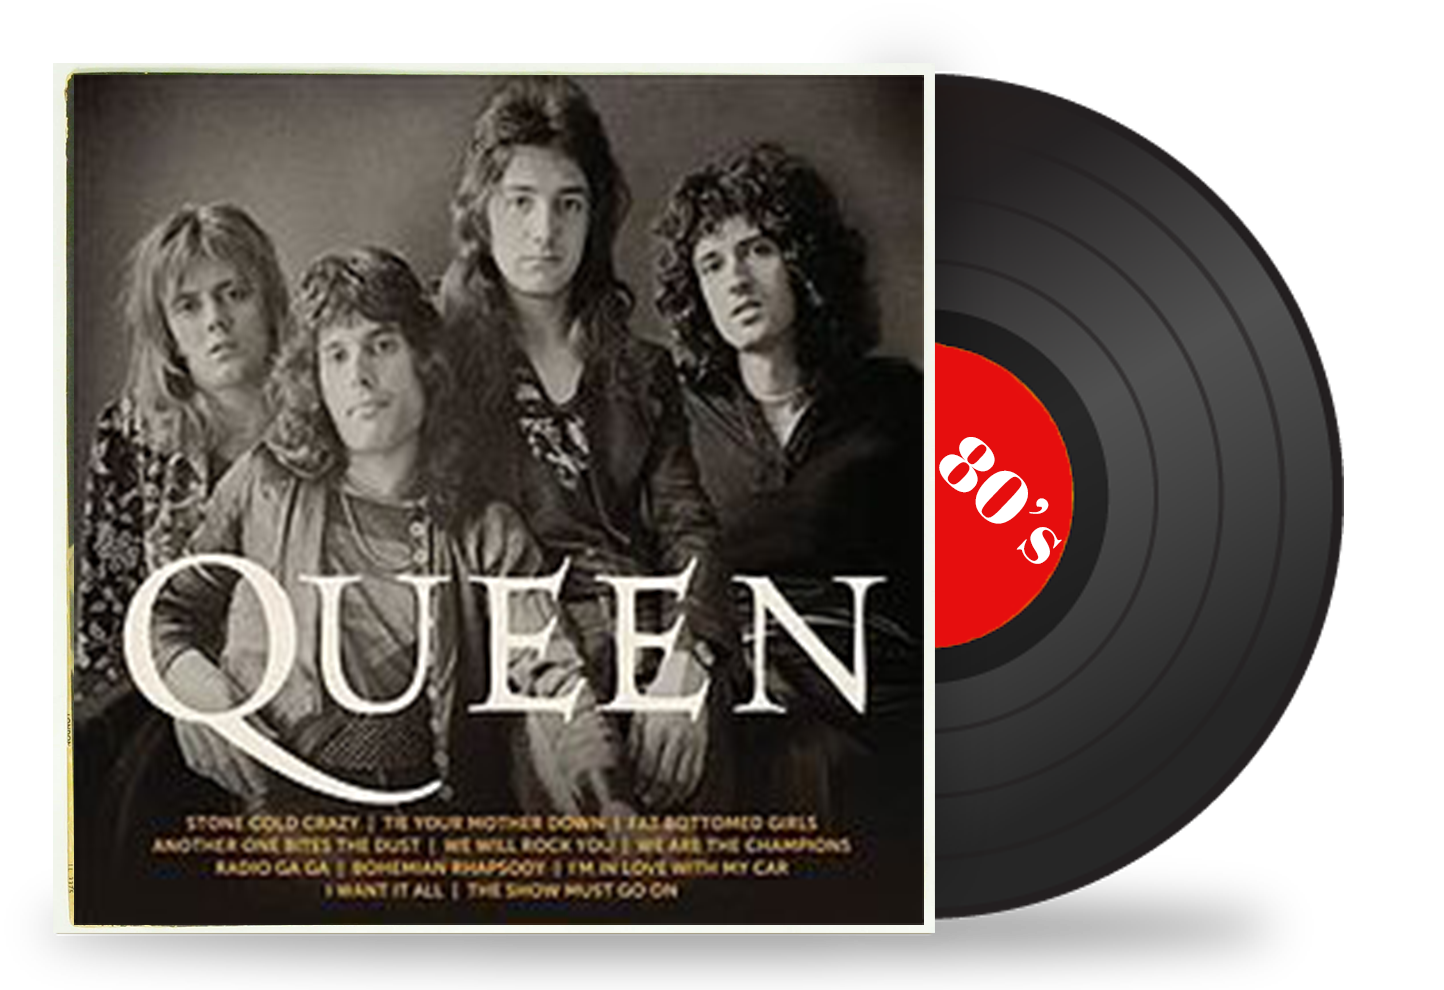 QUEEN
STONE COLD CRAZY | TIE YOUR MOTHER DOWN | FAT BOTTOMED GIRLS
ANOTHER ONE BITES THE DUST | WE WILL ROCK YOU | WE ARE THE CHAMPIONS
RADIO GA GA | BOHEMIAN RHAPSODY | I'M IN LOVE WITH MY CAR
I WANT IT ALL | THE SHOW MUST GO ON
80's